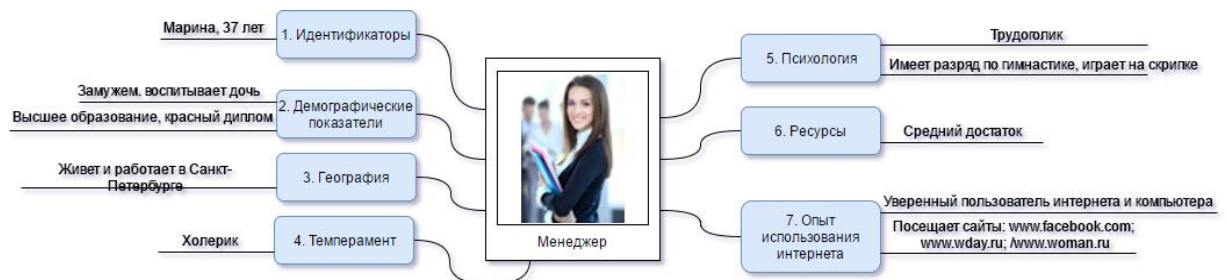 Марина, 37 лет
1. Идентификаторы
Замужем. воспитывает дочь
Высшее образование, красный диплом
2. Демографические
показатели
Живет и работает в Санкт-
Петербурге
3. География
Холерик
4. Темперамент
Менеджер
5. Психология
Трудоголик
Имеет разряд по гимнастике, играет на скрипке
6. Ресурсы
Средний достаток
7. Опыт
использования
интернета
Уверенный пользователь интернета и компьютера
Посещает сайты: www.facebook.com;
www.wday.ru; /www.woman.ru